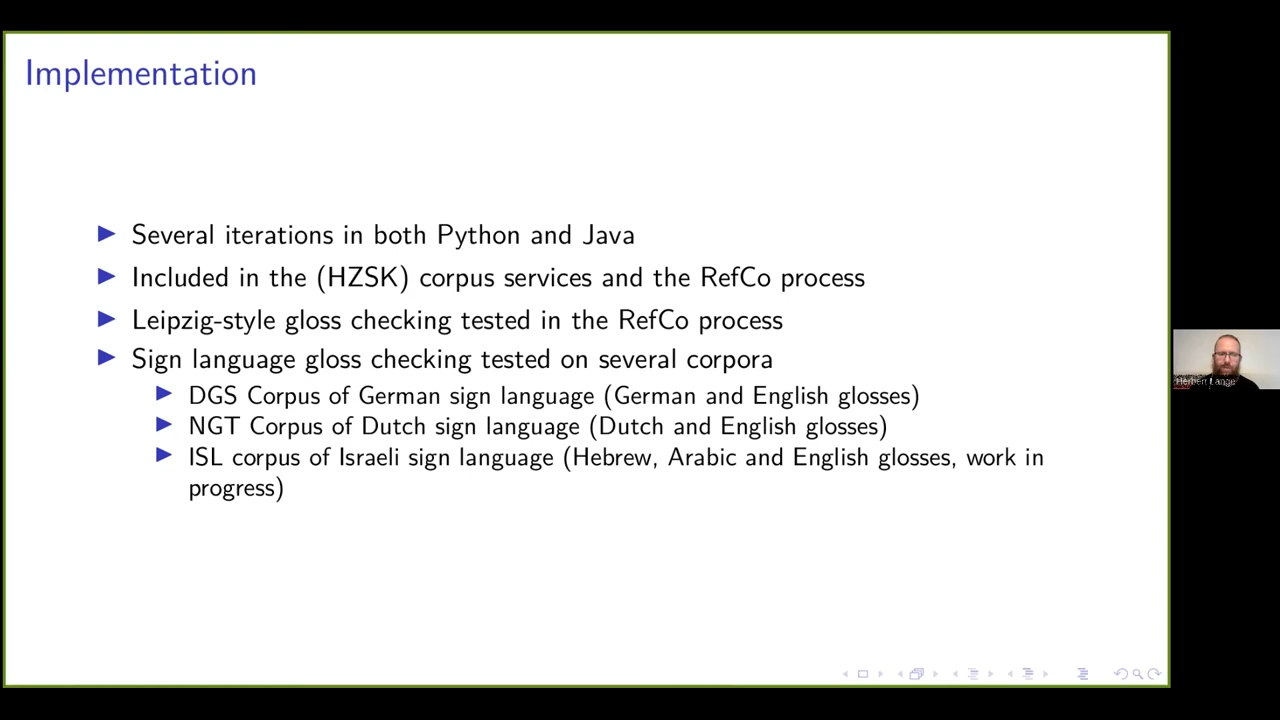 Implementation
Several iterations in both Python and Java
Included in the (HZSK) corpus services and the RefCo process
Leipzig-style gloss checking tested in the RefCo process
Sign language gloss checking tested on several corpora
DGS Corpus of German sign language (German and English glosses)
NGT Corpus of Dutch sign language (Dutch and English glosses)
ISL corpus of Israeli sign language (Hebrew, Arabic and English glosses, work in
progress)
Herbert Lange